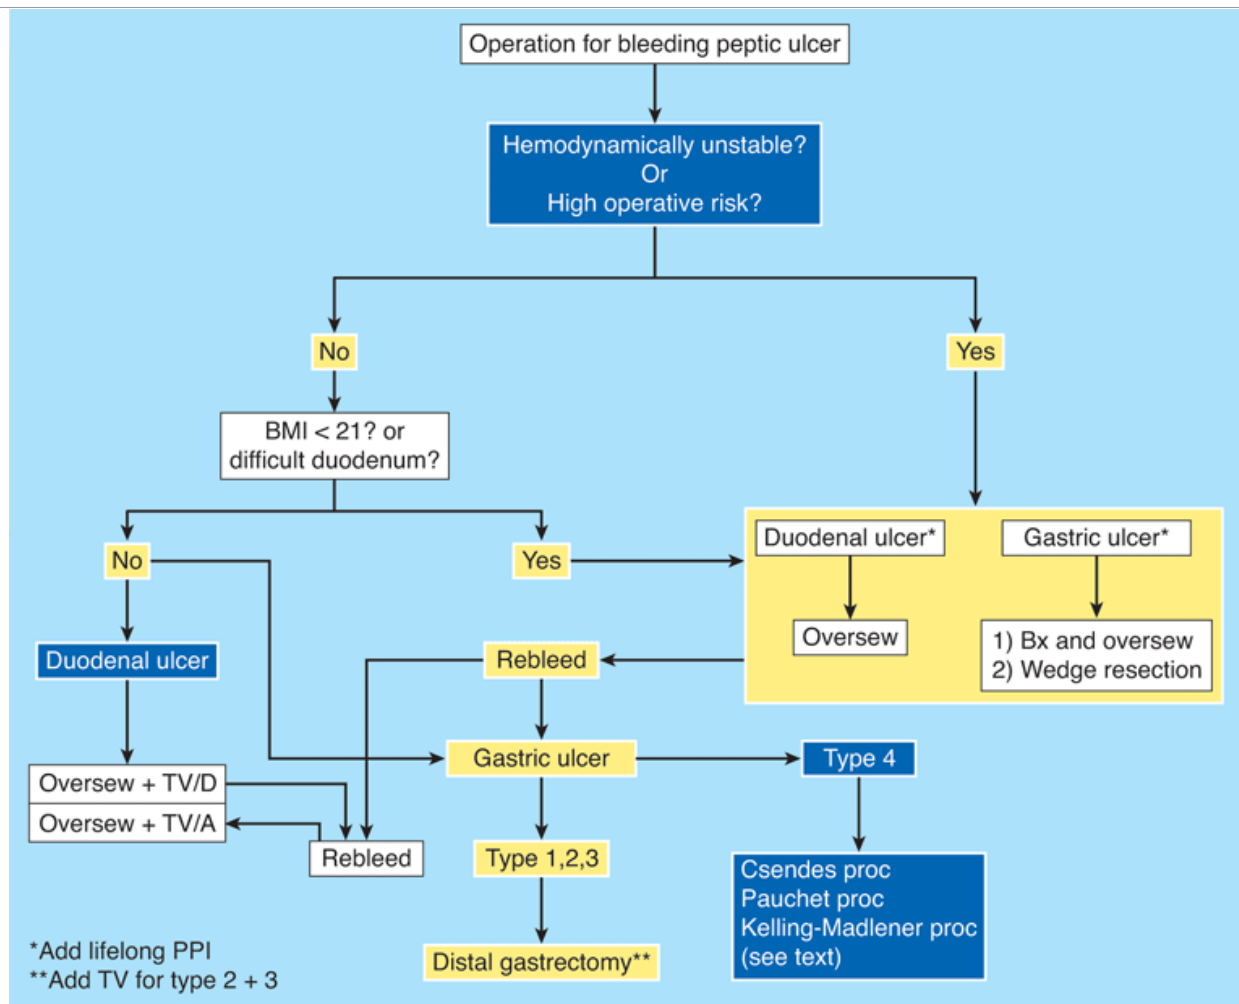 Operation for bleeding peptic ulcer
Hemodynamically unstable?
Or
High operative risk?
No
Yes
BMI < 21? or
difficult duodenum?
No
Yes
Duodenal ulcer*
Gastric ulcer*
Oversew
1) Bx and oversew
2) Wedge resection
Duodenal ulcer
Rebleed
Gastric ulcer
Type 4
Oversew + TV/D
Oversew + TV/A
Rebleed
Type 1,2,3
Csendes proc
Pauchet proc
Kelling-Madlener proc
(see text)
Distal gastrectomy**
*Add lifelong PPI
**Add TV for type 2 + 3